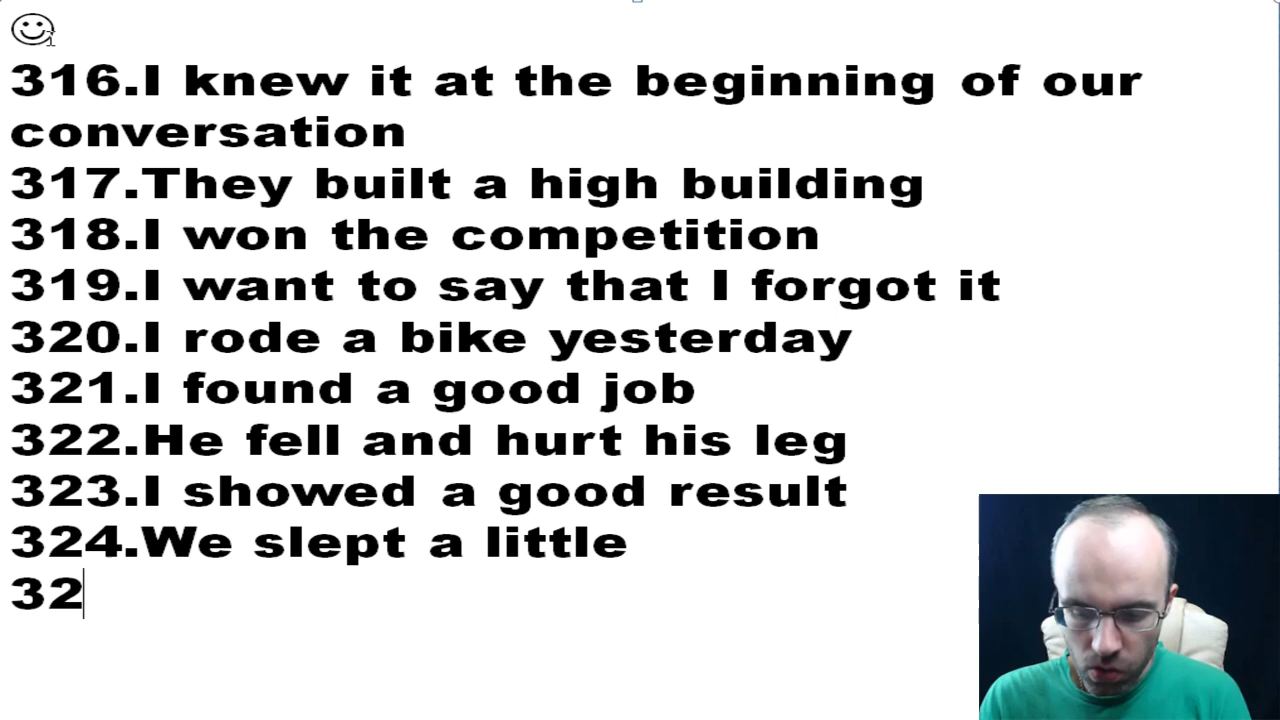 316.I knew it at the beginning of our
conversation
317.They built a high building
318.I won the competition
319.I want to say that I forgot it
320.I rode a bike yesterday
321.I found a good job
322.He fell and hurt his leg
323.I showed a good result
324.We slept a little
32